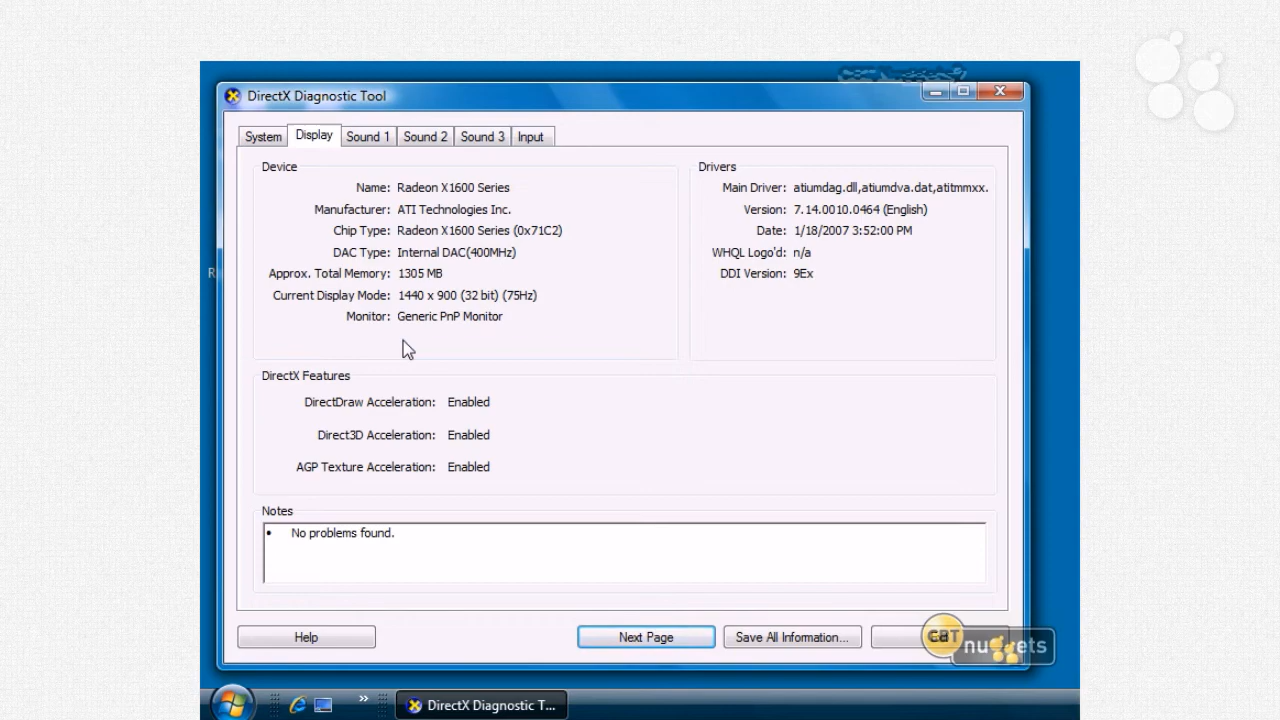 DirectX Diagnostic Tool
System
Display
Sound 1
Sound 2
Sound 3
Input
Device
Name: Radeon X1600 Series
Manufacturer: ATI Technologies Inc.
Chip Type: Radeon X1600 Series (0x71C2)
DAC Type: Internal DAC(400MHz)
Approx. Total Memory: 1305 MB
Current Display Mode: 1440 x 900 (32 bit) (75Hz)
Monitor: Generic PnP Monitor
Drivers
Main Driver: atiumdag.dll,atiumdva.dat,atitmmxx.
Version: 7.14.0010.0464 (English)
Date: 1/18/2007 3:52:00 PM
WHQL Logo'd: n/a
DDI Version: 9Ex
DirectX Features
DirectDraw Acceleration: Enabled
Direct3D Acceleration: Enabled
AGP Texture Acceleration: Enabled
Notes
• No problems found.
Help
Next Page
Save All Information...
CBT nuggets
DirectX Diagnostic T...